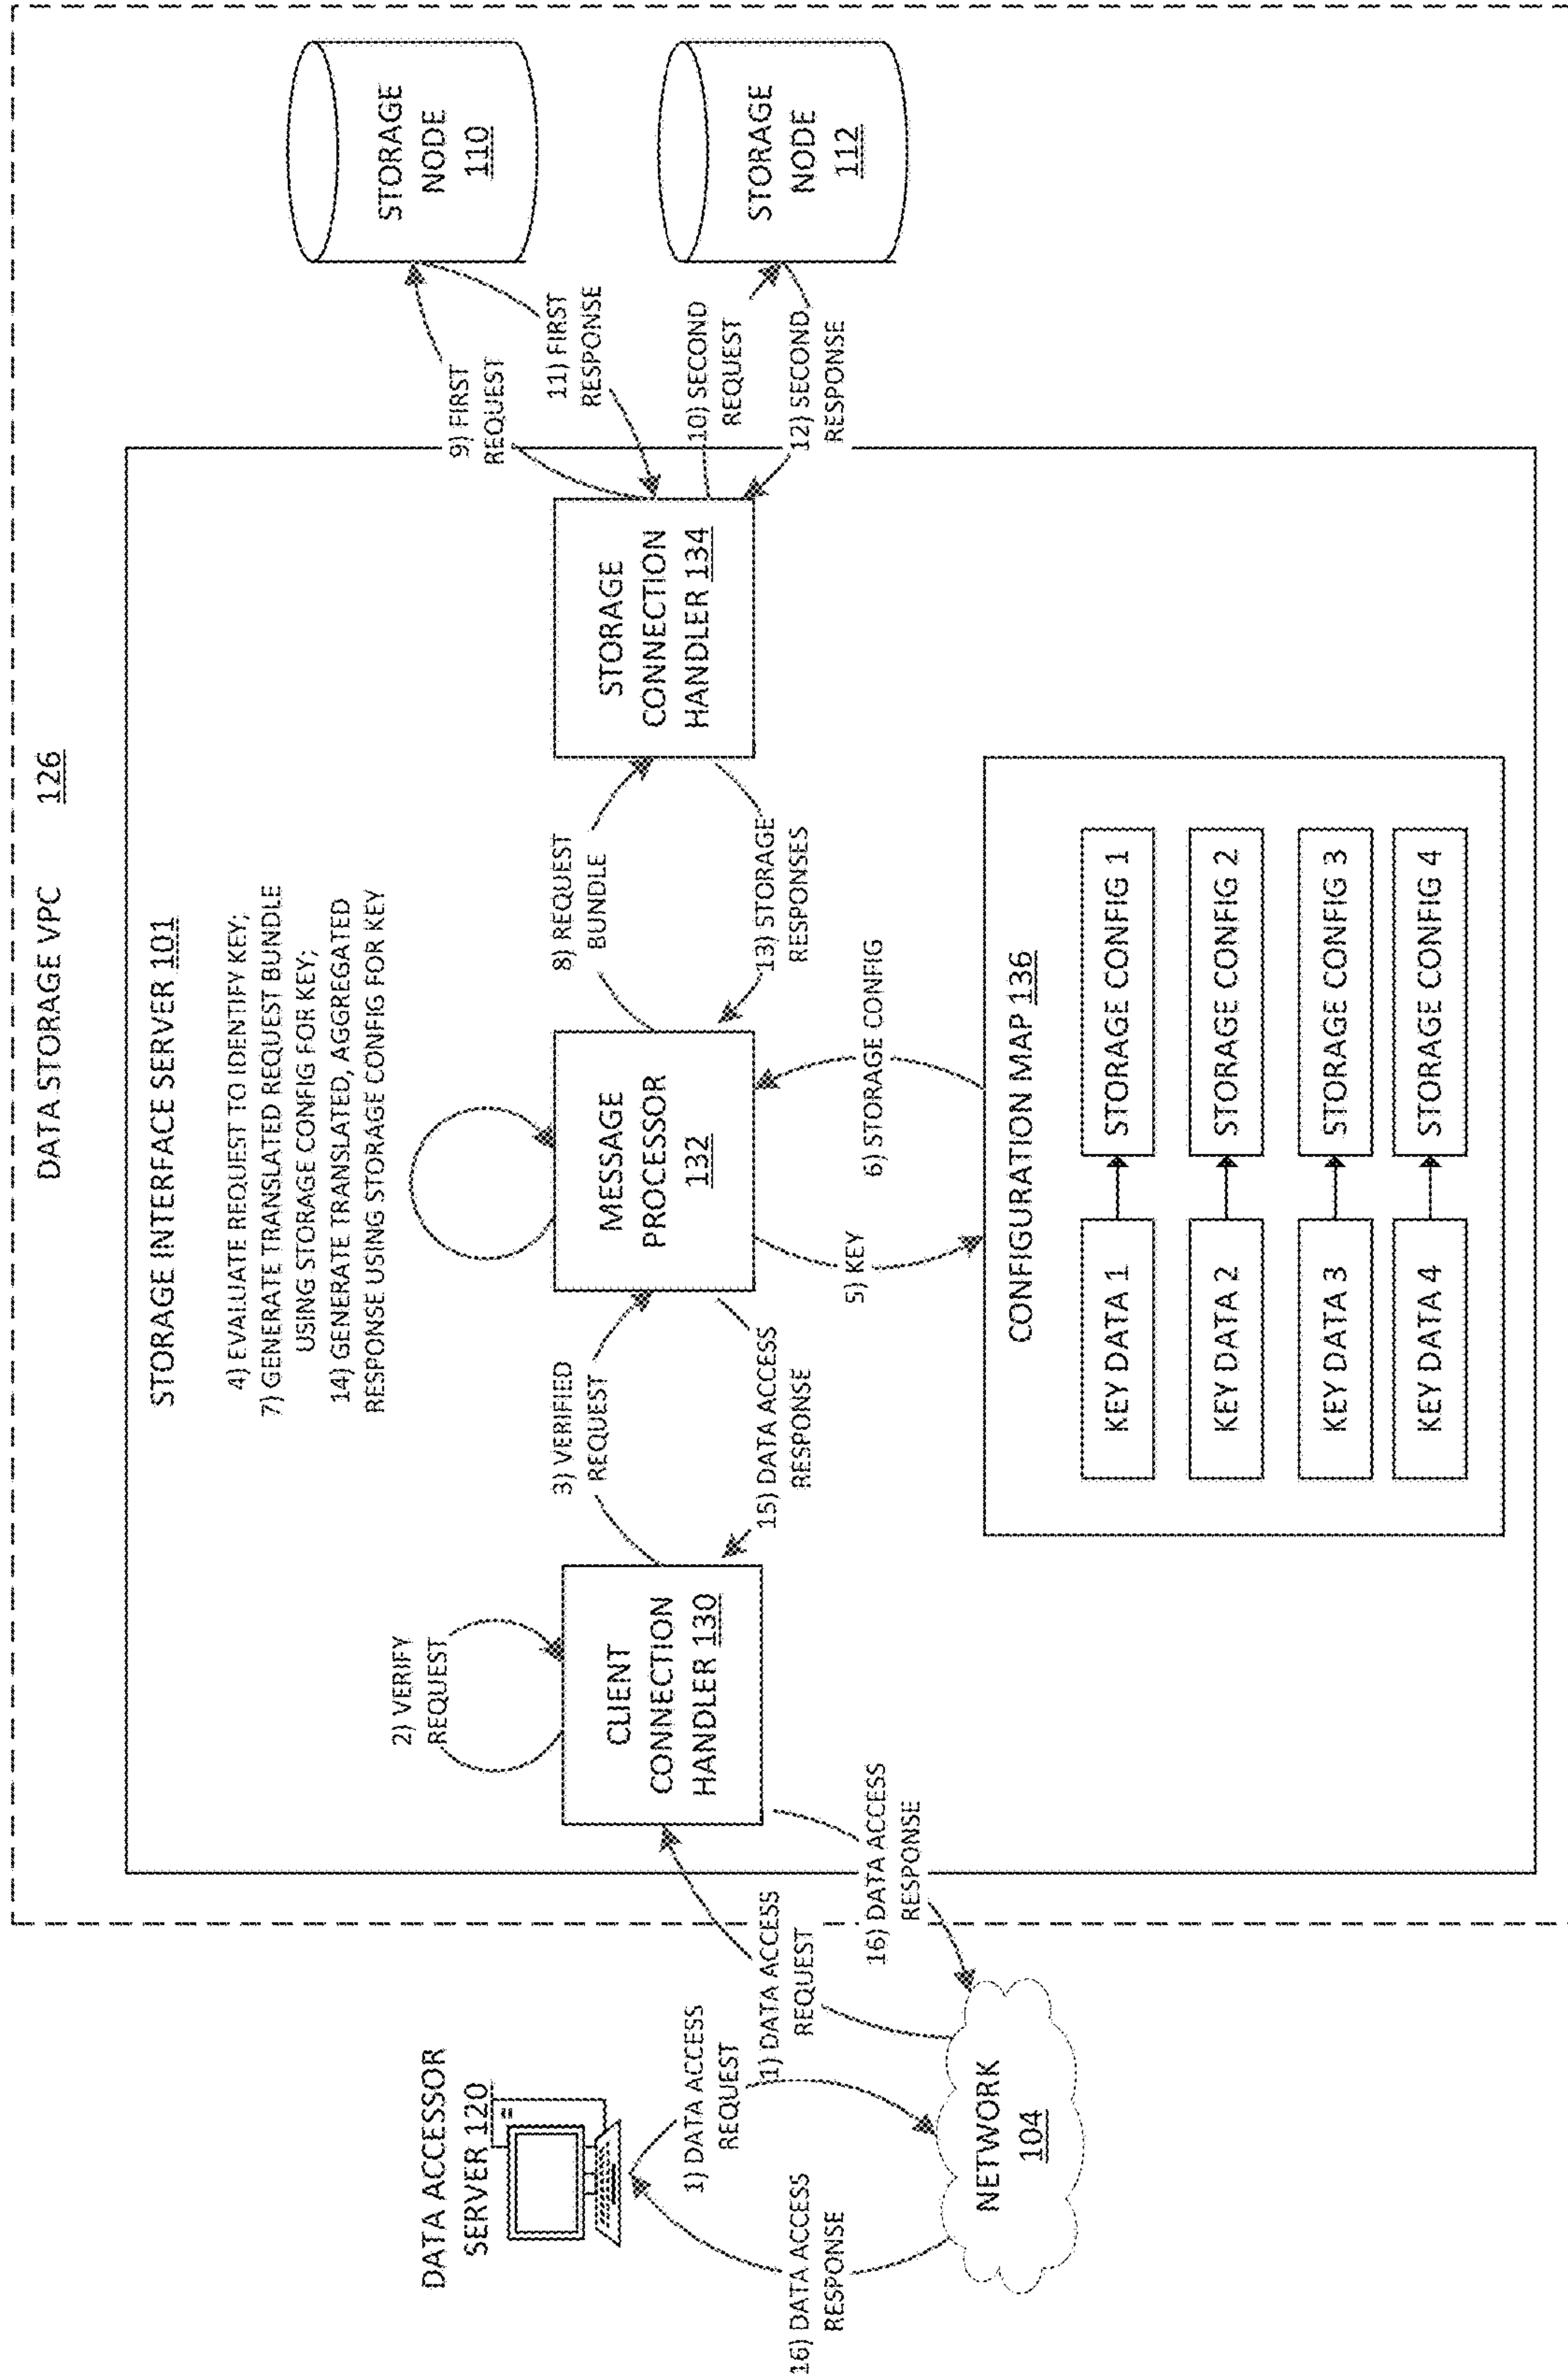 DATA STORAGE VPC 126
STORAGE INTERFACE SERVER 101
4) EVALUATE REQUEST TO IDENTIFY KEY;
7) GENERATE TRANSLATED REQUEST BUNDLE
USING STORAGE CONFIG FOR KEY;
14) GENERATE TRANSLATED, AGGREGATED
RESPONSE USING STORAGE CONFIG FOR KEY
DATA ACCESSOR
SERVER 120
1) DATA ACCESS
REQUEST
16) DATA ACCESS
RESPONSE
NETWORK
104
1) DATA ACCESS
REQUEST
16) DATA ACCESS
RESPONSE
2) VERIFY
REQUEST
CLIENT
CONNECTION
HANDLER 130
3) VERIFIED
REQUEST
15) DATA ACCESS
RESPONSE
MESSAGE
PROCESSOR
132
5) KEY
6) STORAGE CONFIG
8) REQUEST
BUNDLE
13) STORAGE
RESPONSES
STORAGE
CONNECTION
HANDLER 134
9) FIRST
REQUEST
11) FIRST
RESPONSE
10) SECOND
REQUEST
12) SECOND
RESPONSE
STORAGE
NODE
110
STORAGE
NODE
112
CONFIGURATION MAP 136
KEY DATA 1
STORAGE CONFIG 1
KEY DATA 2
STORAGE CONFIG 2
KEY DATA 3
STORAGE CONFIG 3
KEY DATA 4
STORAGE CONFIG 4